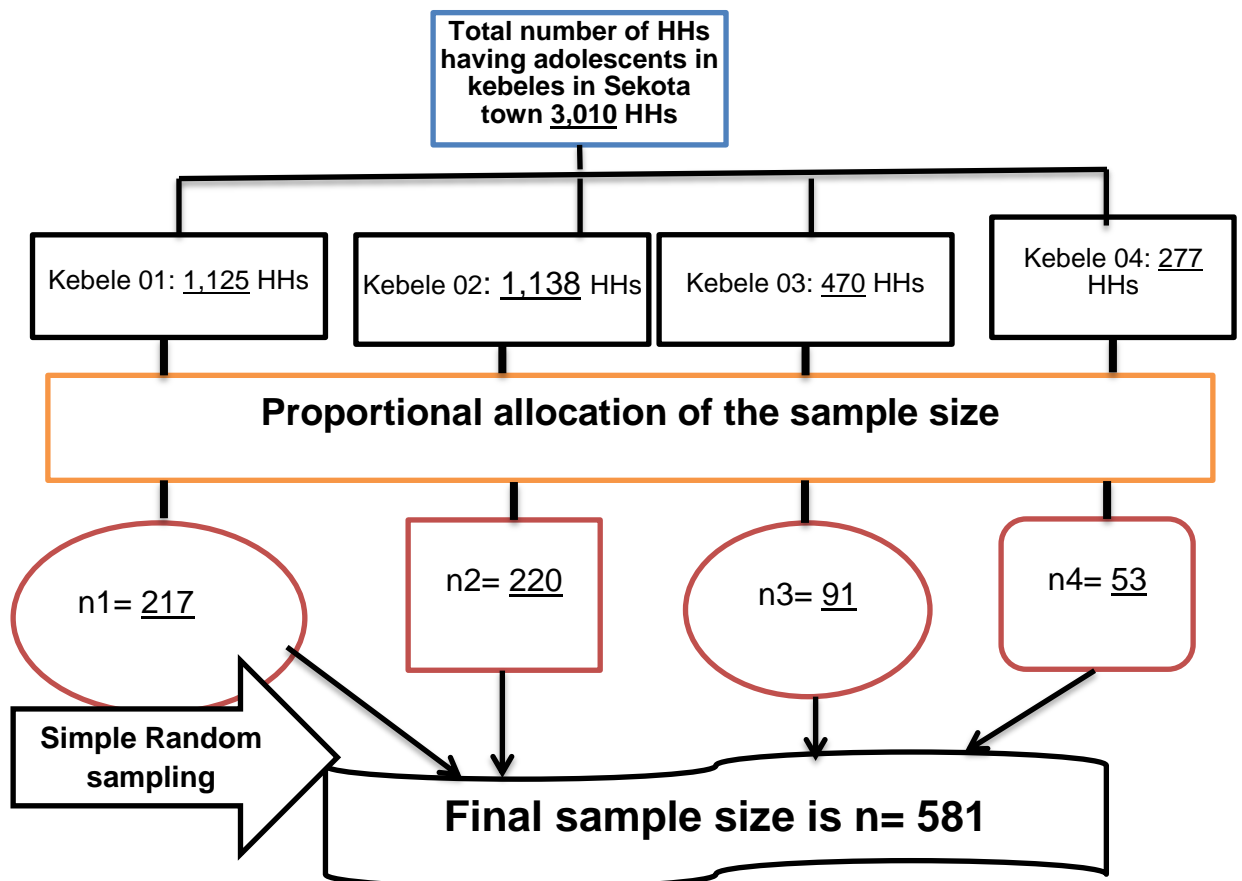 Total number of HHs
having adolescents in
kebeles in Sekota
town 3,010 HHs
Kebele 01: 1,125 HHs
Kebele 02: 1,138 HHs
Kebele 03: 470 HHs
Kebele 04: 277
HHs
Proportional allocation of the sample size
n1= 217
n2= 220
n3= 91
n4= 53
Simple Random
sampling
Final sample size is n= 581